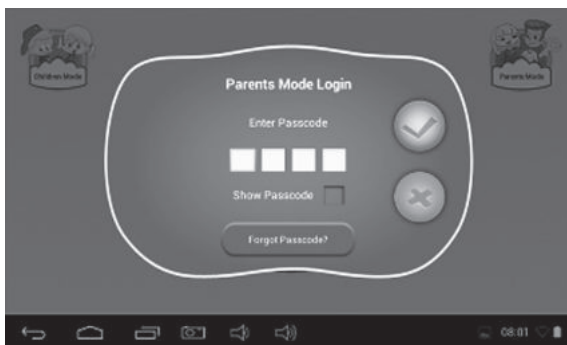 Children Mode
Parents Mode
Parents Mode Login
Enter Passcode
Show Passcode
Forgot Passcode?
08:01